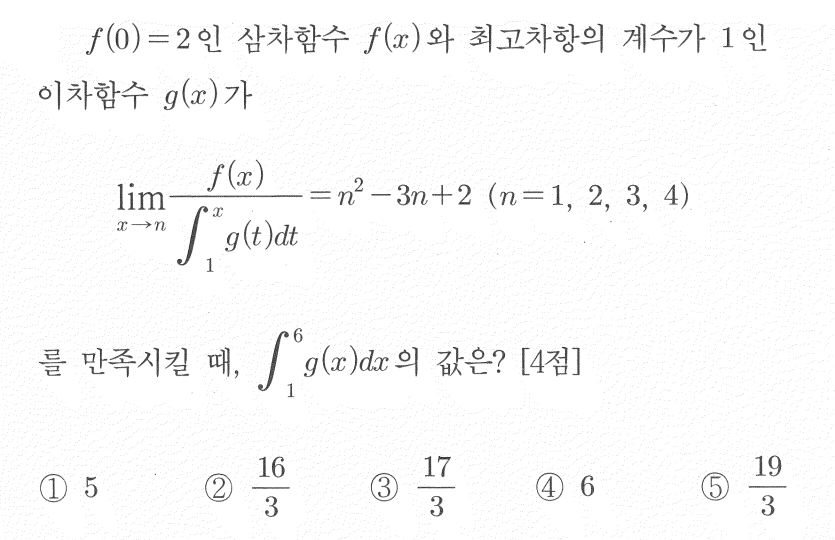 f(0)=2인 삼차함수 f(x)와 최고차항의 계수가 1인
이차함수 g(x)가
lim_{x→n} f(x) / ∫_1^x g(t)dt = n²−3n+2 (n=1, 2, 3, 4)
를 만족시킬 때, ∫_1^6 g(x)dx의 값은? [4점]
① 5 ② 16/3 ③ 17/3 ④ 6 ⑤ 19/3